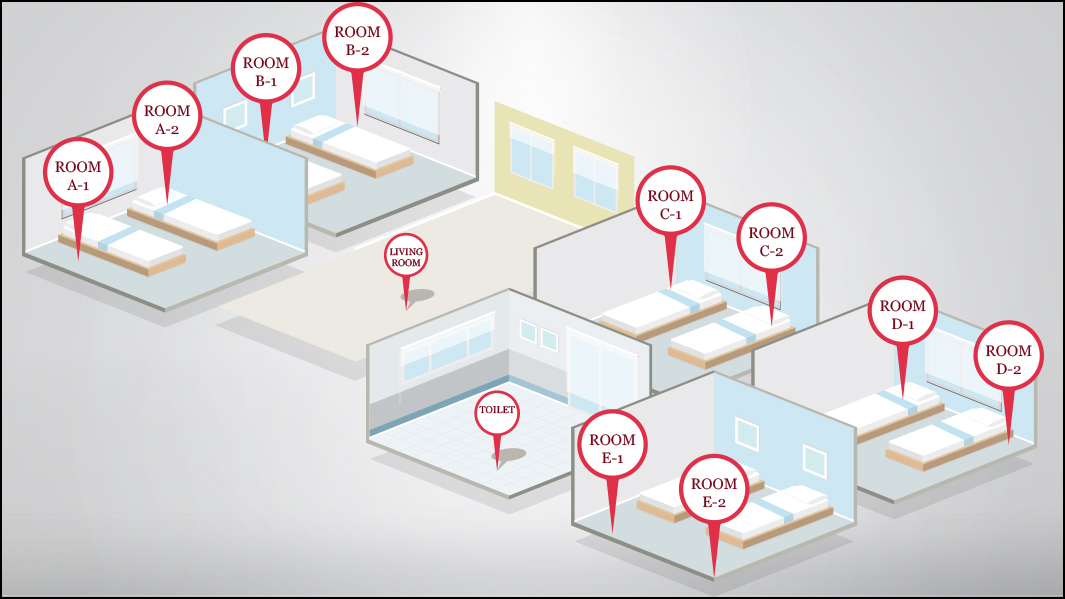 ROOM
B-2
ROOM
B-1
ROOM
A-2
ROOM
A-1
ROOM
C-1
ROOM
C-2
LIVING
ROOM
ROOM
D-1
ROOM
D-2
TOILET
ROOM
E-1
ROOM
E-2